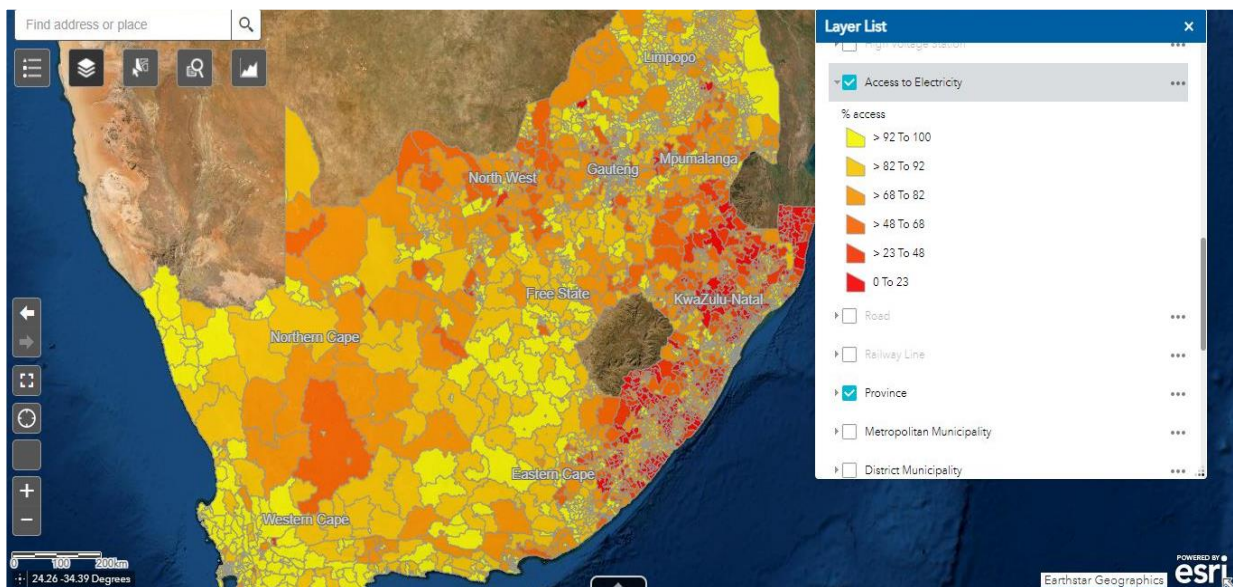 Find address or place
Limpopo
Mpumalanga
Gauteng
North West
Free State
KwaZulu-Natal
Northern Cape
Eastern Cape
Western Cape
0 100 200km
24.26 -34.39 Degrees
Earthstar Geographics
POWERED BY
esri
Layer List
High Voltage Station
Access to Electricity
% access
> 92 To 100
> 82 To 92
> 68 To 82
> 48 To 68
> 23 To 48
0 To 23
Road
Railway Line
Province
Metropolitan Municipality
District Municipality